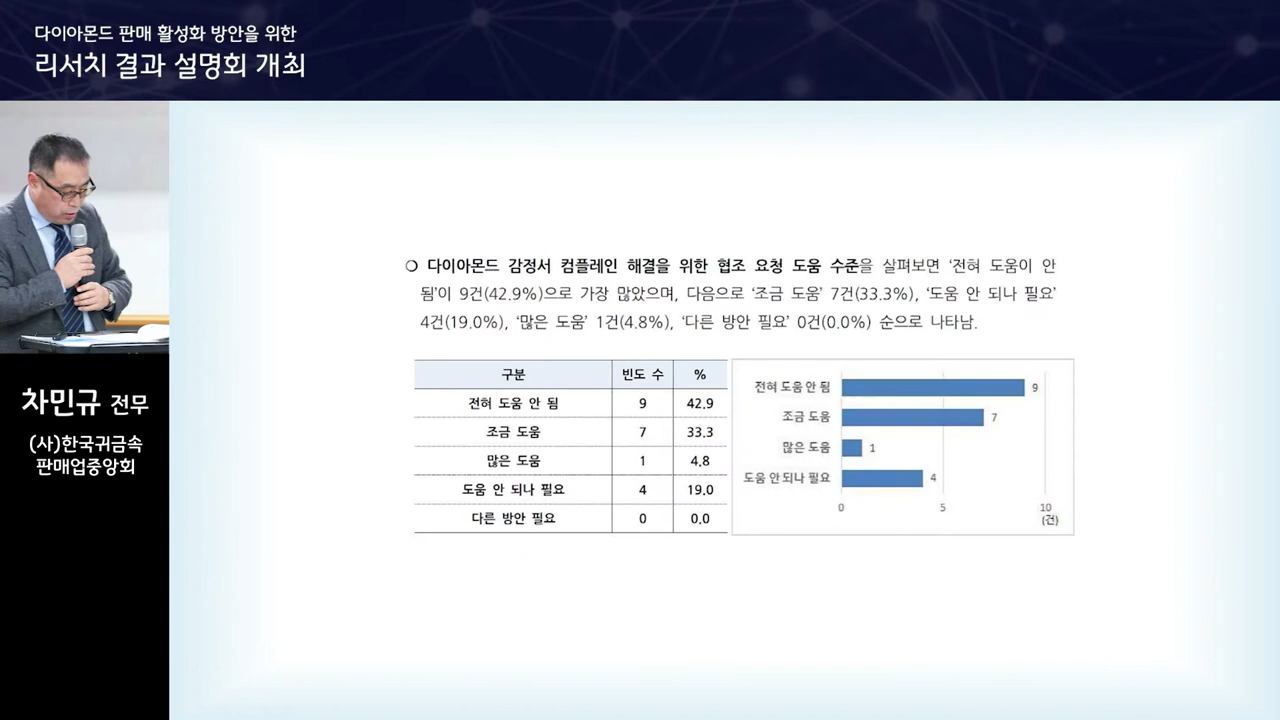 다이아몬드 판매 활성화 방안을 위한
리서치 결과 설명회 개최
차민규 전무
(사)한국귀금속
판매업중앙회
❍ 다이아몬드 감정서 컴플레인 해결을 위한 협조 요청 도움 수준을 살펴보면 ‘전혀 도움이 안
됨’이 9건(42.9%)으로 가장 많았으며, 다음으로 ‘조금 도움’ 7건(33.3%), ‘도움 안 되나 필요’
4건(19.0%), ‘많은 도움’ 1건(4.8%), ‘다른 방안 필요’ 0건(0.0%) 순으로 나타남.
구분 빈도 수 %
전혀 도움 안 됨 9 42.9
조금 도움 7 33.3
많은 도움 1 4.8
도움 안 되나 필요 4 19.0
다른 방안 필요 0 0.0
전혀 도움 안 됨 9
조금 도움 7
많은 도움 1
도움 안 되나 필요 4
0 5 10
(건)